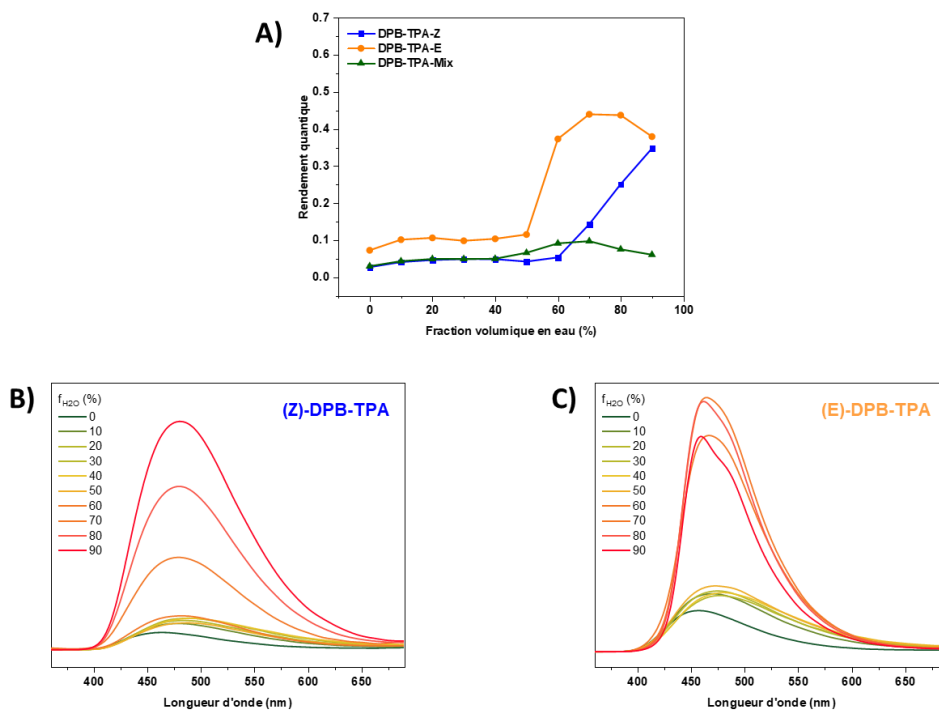 A)
0.7
0.6
0.5
0.4
0.3
0.2
0.1
0.0
Rendement quantique
DPB-TPA-Z
DPB-TPA-E
DPB-TPA-Mix
0 20 40 60 80 100
Fraction volumique en eau (%)
B)
(Z)-DPB-TPA
fH2O (%)
0
10
20
30
40
50
60
70
80
90
400 450 500 550 600 650
Longueur d'onde (nm)
C)
(E)-DPB-TPA
fH2O (%)
0
10
20
30
40
50
60
70
80
90
400 450 500 550 600 650
Longueur d'onde (nm)